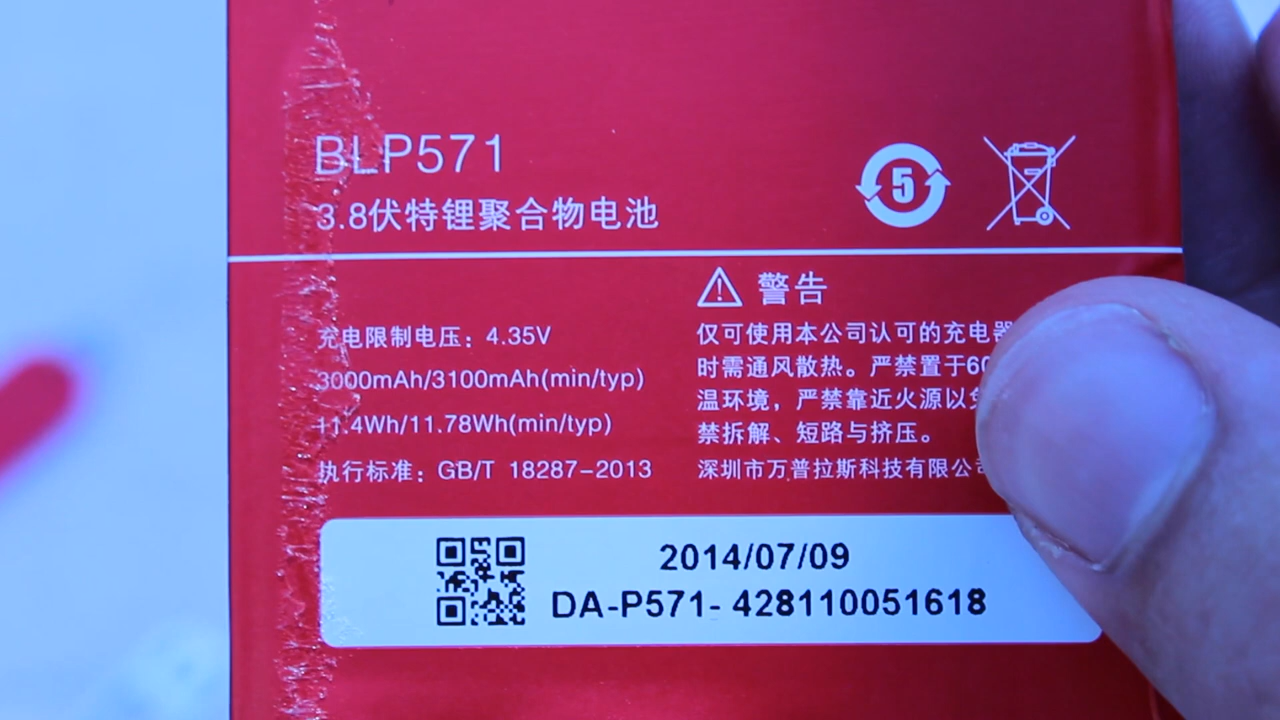 BLP571
3.8伏特锂聚合物电池
5
充电限制电压: 4.35V
3000mAh/3100mAh(min/typ)
11.4Wh/11.78Wh(min/typ)
执行标准: GB/T 18287-2013
警告
仅可使用本公司认可的充电器
时需通风散热。严禁置于60
温环境，严禁靠近火源以免
禁拆解、短路与挤压。
深圳市万普拉斯科技有限公司
2014/07/09
DA-P571- 428110051618